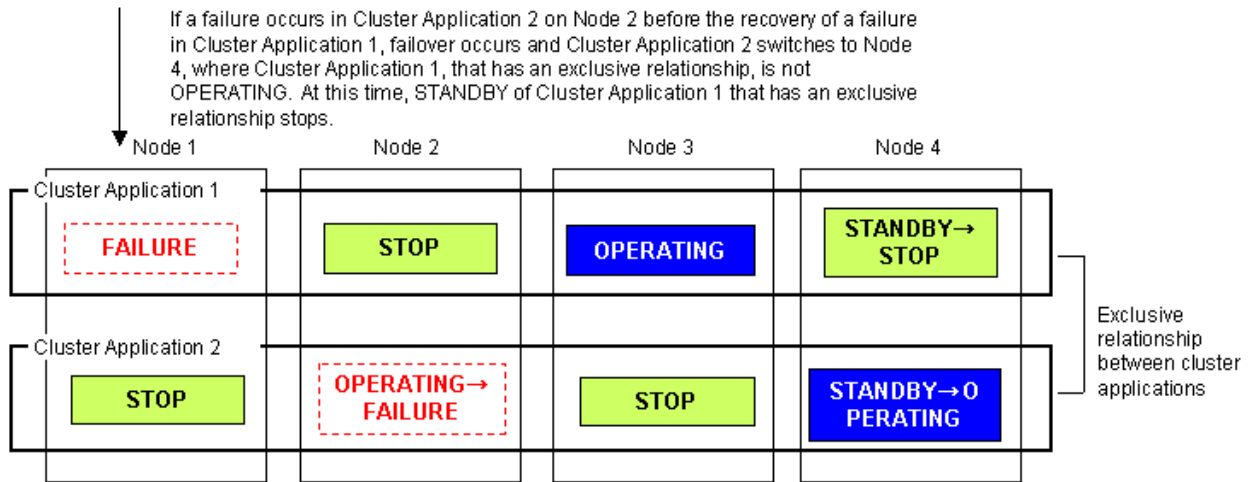 If a failure occurs in Cluster Application 2 on Node 2 before the recovery of a failure
in Cluster Application 1, failover occurs and Cluster Application 2 switches to Node
4, where Cluster Application 1, that has an exclusive relationship, is not
OPERATING. At this time, STANDBY of Cluster Application 1 that has an exclusive
relationship stops.
Node 1
Node 2
Node 3
Node 4
Cluster Application 1
FAILURE
STOP
OPERATING
STANDBY→
STOP
Cluster Application 2
STOP
OPERATING→
FAILURE
STOP
STANDBY→O
PERATING
Exclusive
relationship
between cluster
applications